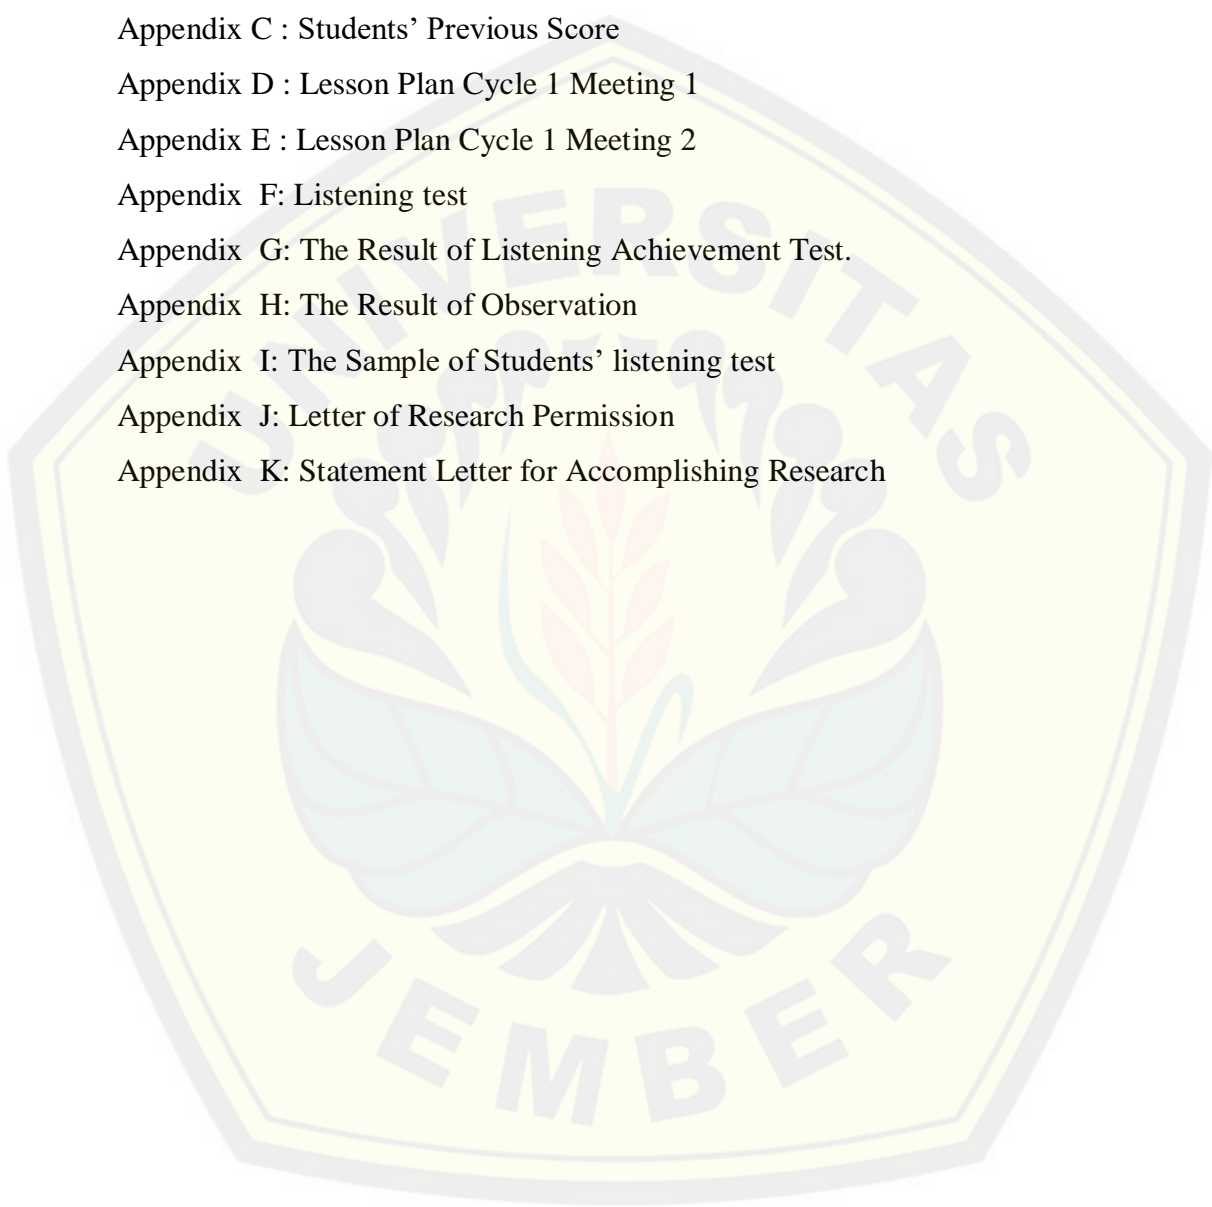 Appendix C : Students’ Previous Score
Appendix D : Lesson Plan Cycle 1 Meeting 1
Appendix E : Lesson Plan Cycle 1 Meeting 2
Appendix  F: Listening test
Appendix  G: The Result of Listening Achievement Test.
Appendix  H: The Result of Observation
Appendix  I: The Sample of Students’ listening test
Appendix  J: Letter of Research Permission
Appendix  K: Statement Letter for Accomplishing Research
UNIVERSITAS
JEMBER